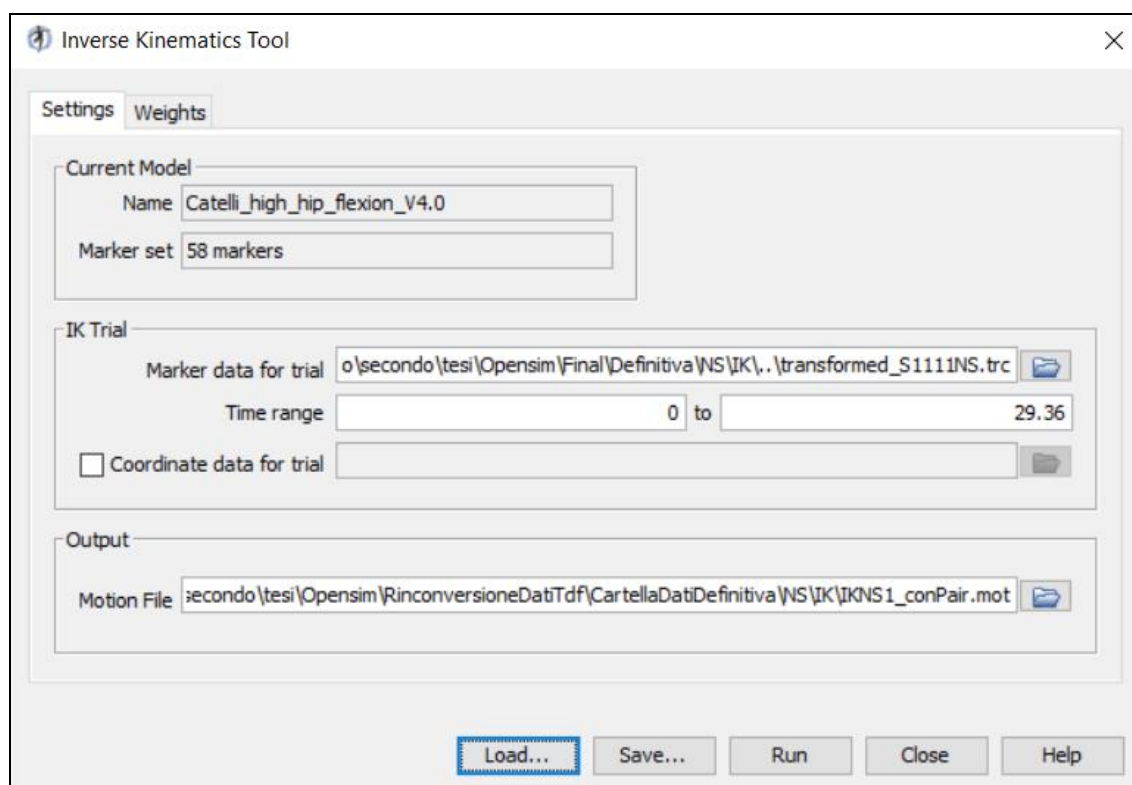 Inverse Kinematics Tool
Settings Weights
Current Model
Name Catelli_high_hip_flexion_V4.0
Marker set 58 markers
IK Trial
Marker data for trial o\secondo\tesi\Opensim\Final\Definitiva\NS\IK\..\transformed_S1111NS.trc
Time range 0 to 29.36
Coordinate data for trial
Output
Motion File secondo\tesi\Opensim\RinconversioneDatiTdf\CartellaDatiDefinitiva\NS\IK\IKNS1_conPair.mot
Load... Save... Run Close Help